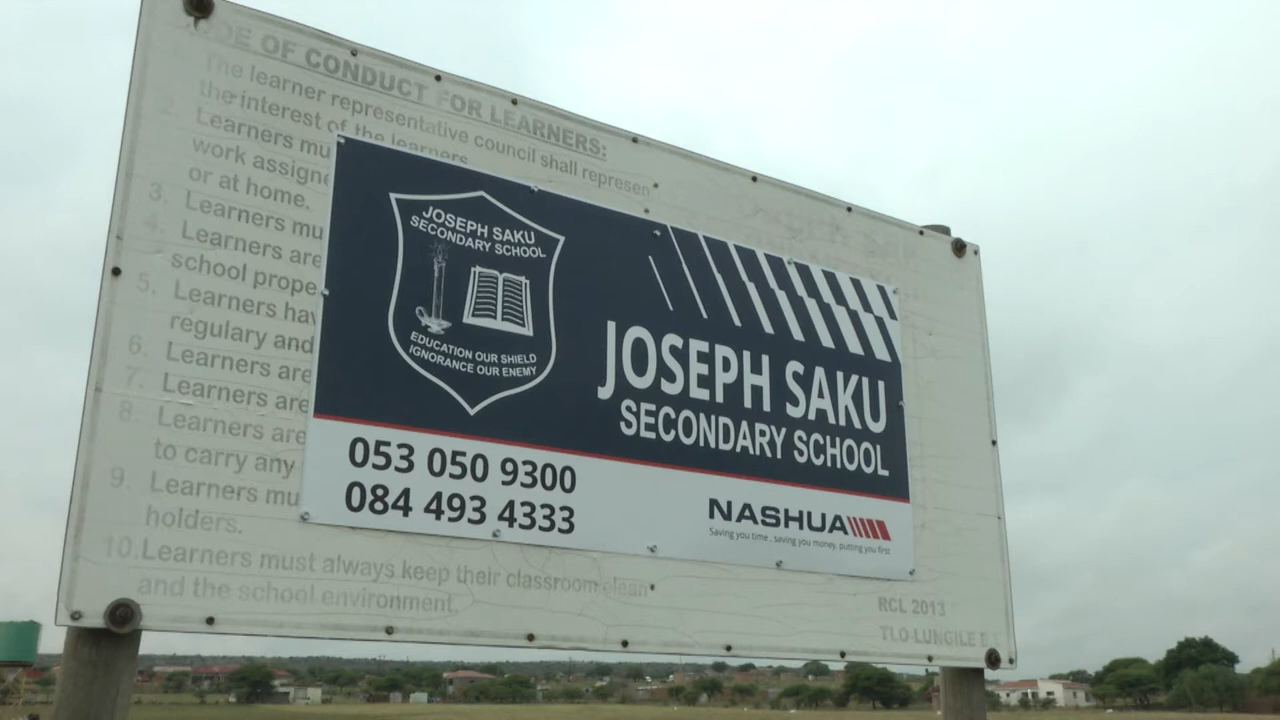 DE OF CONDUCT FOR LEARNERS:
The learner representative council shall represen
the interest of the learners
2. Learners mu
work assigne
or at home.
3. Learners mu
4. Learners are
school prope
5. Learners hav
regulary and
6. Learners are
7. Learners are
8. Learners are
to carry any
9. Learners mu
holders.
10.Learners must always keep their classroom clean
and the school environment.
RCL 2013
TLO LUNGILE
JOSEPH SAKU
SECONDARY SCHOOL
EDUCATION OUR SHIELD
IGNORANCE OUR ENEMY
JOSEPH SAKU
SECONDARY SCHOOL
053 050 9300
084 493 4333
NASHUA
Saving you time, saving you money, putting you first